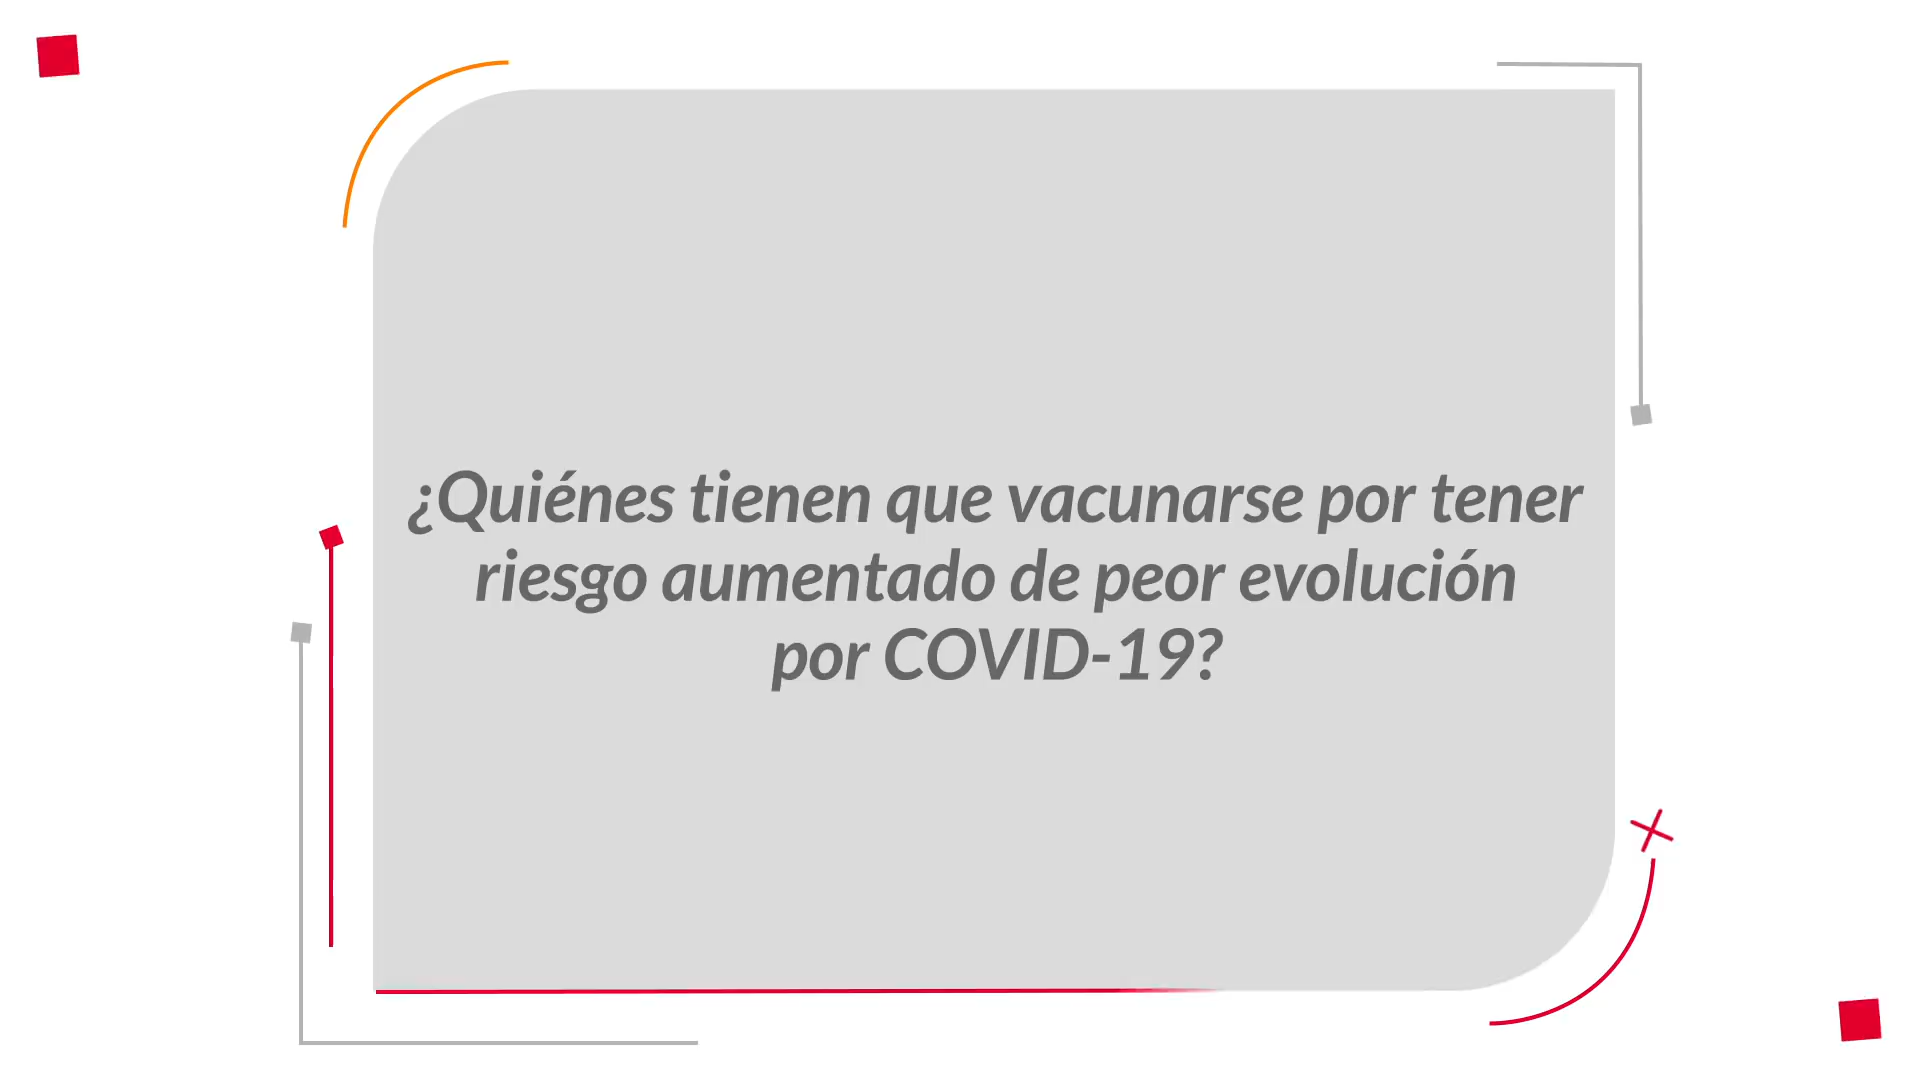 ¿Quiénes tienen que vacunarse por tener
riesgo aumentado de peor evolución
por COVID-19?